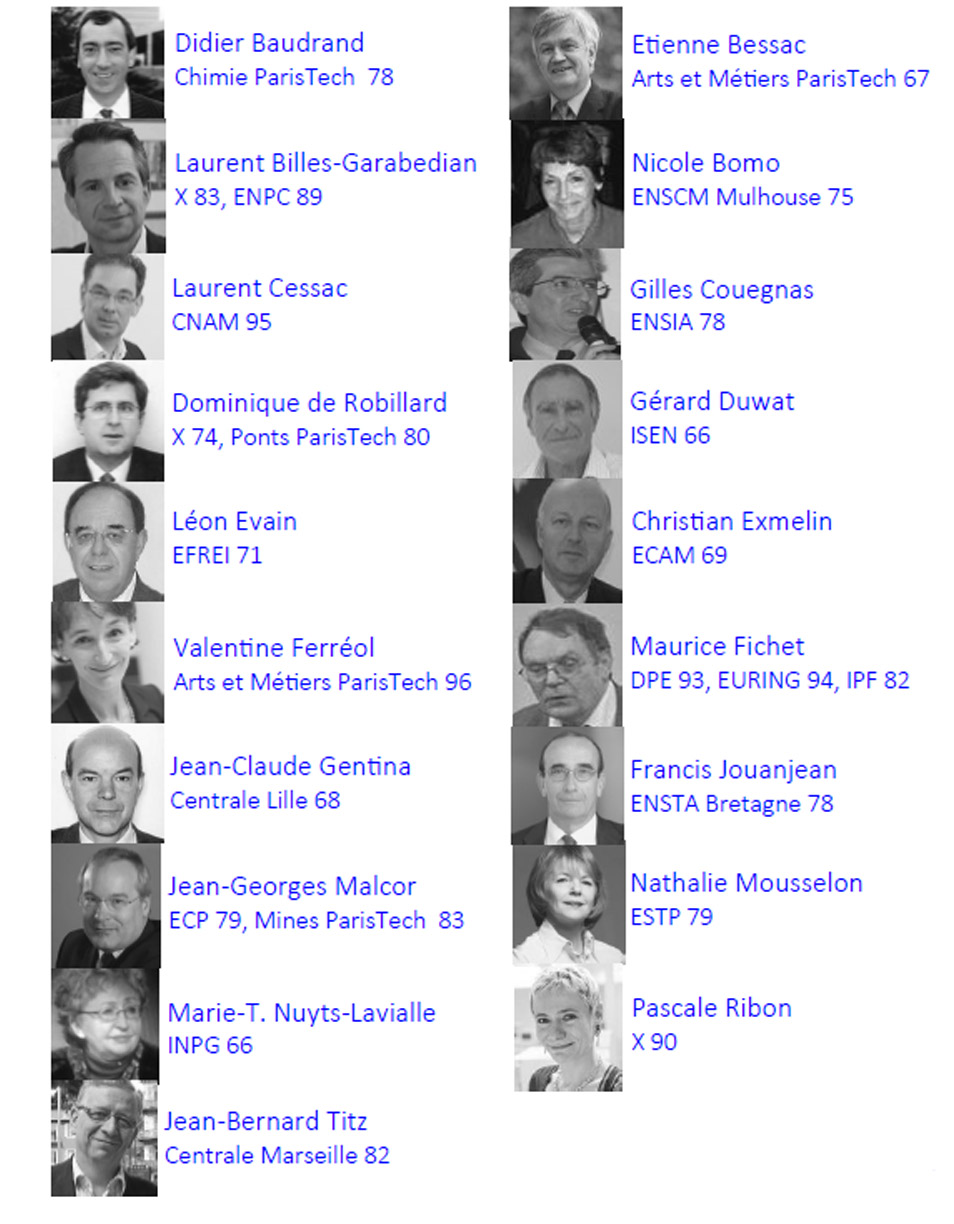 Didier Baudrand
Chimie ParisTech 78
Etienne Bessac
Arts et Métiers ParisTech 67
Laurent Billes-Garabedian
X 83, ENPC 89
Nicole Bomo
ENSCM Mulhouse 75
Laurent Cessac
CNAM 95
Gilles Couegnas
ENSIA 78
Dominique de Robillard
X 74, Ponts ParisTech 80
Gérard Duwat
ISEN 66
Léon Evain
EFREI 71
Christian Exmelin
ECAM 69
Valentine Ferréol
Arts et Métiers ParisTech 96
Maurice Fichet
DPE 93, EURING 94, IPF 82
Jean-Claude Gentina
Centrale Lille 68
Francis Jouanjean
ENSTA Bretagne 78
Jean-Georges Malcor
ECP 79, Mines ParisTech 83
Nathalie Mousselon
ESTP 79
Marie-T. Nuyts-Lavialle
INPG 66
Pascale Ribon
X 90
Jean-Bernard Titz
Centrale Marseille 82